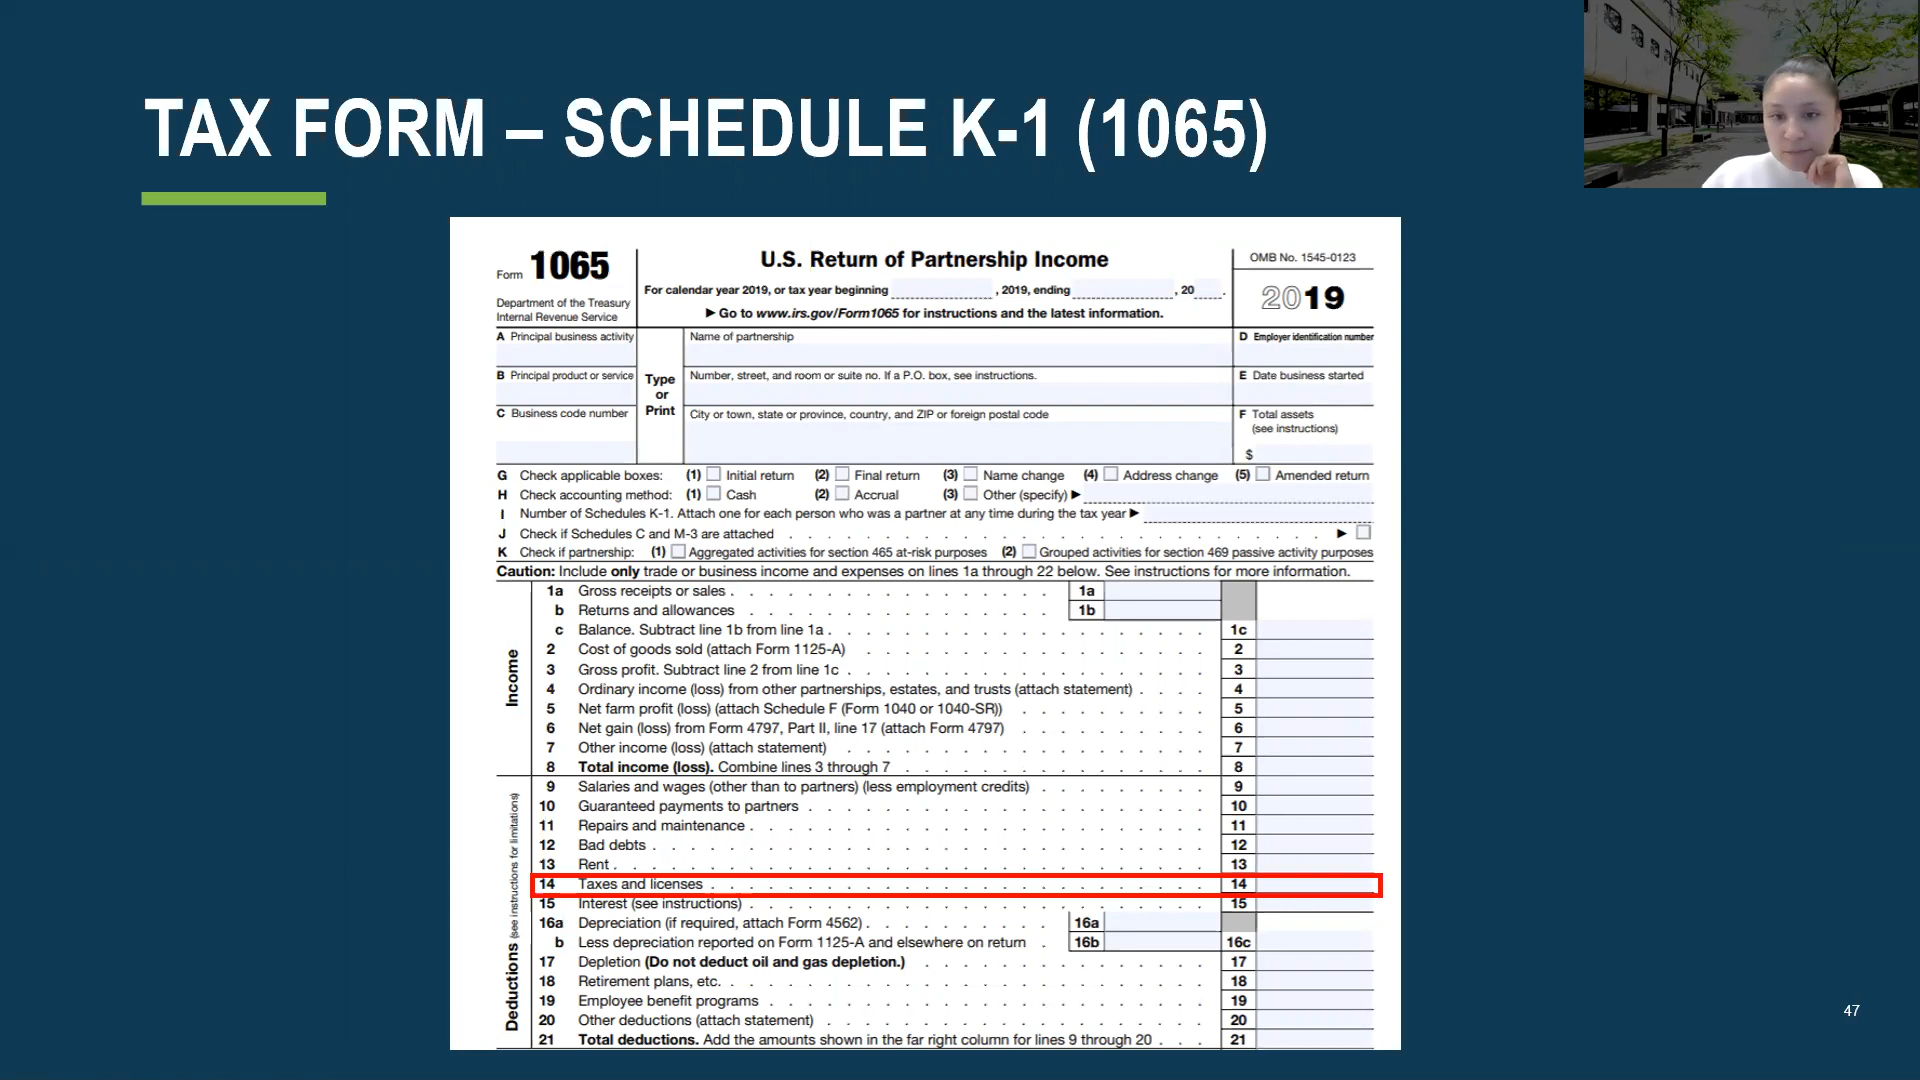 TAX FORM – SCHEDULE K-1 (1065)
Form 1065
Department of the Treasury
Internal Revenue Service
U.S. Return of Partnership Income
For calendar year 2019, or tax year beginning , 2019, ending , 20 .
▶ Go to www.irs.gov/Form1065 for instructions and the latest information.
OMB No. 1545-0123
2019
A Principal business activity
B Principal product or service
C Business code number
Type
or
Print
Name of partnership
Number, street, and room or suite no. If a P.O. box, see instructions.
City or town, state or province, country, and ZIP or foreign postal code
D Employer identification number
E Date business started
F Total assets
(see instructions)
$
G Check applicable boxes: (1) Initial return (2) Final return (3) Name change (4) Address change (5) Amended return
H Check accounting method: (1) Cash (2) Accrual (3) Other (specify) ▶
I Number of Schedules K-1. Attach one for each person who was a partner at any time during the tax year ▶
J Check if Schedules C and M-3 are attached . . . . . . . . . . ▶
K Check if partnership: (1) Aggregated activities for section 465 at-risk purposes (2) Grouped activities for section 469 passive activity purposes
Caution: Include only trade or business income and expenses on lines 1a through 22 below. See instructions for more information.
Income
1a Gross receipts or sales . . . . 1a
b Returns and allowances . . . . 1b
c Balance. Subtract line 1b from line 1a . . . . 1c
2 Cost of goods sold (attach Form 1125-A) . . . . 2
3 Gross profit. Subtract line 2 from line 1c . . . . 3
4 Ordinary income (loss) from other partnerships, estates, and trusts (attach statement) . . . . 4
5 Net farm profit (loss) (attach Schedule F (Form 1040 or 1040-SR)) . . . . 5
6 Net gain (loss) from Form 4797, Part II, line 17 (attach Form 4797) . . . . 6
7 Other income (loss) (attach statement) . . . . 7
8 Total income (loss). Combine lines 3 through 7 . . . . 8
Deductions (see instructions for limitations)
9 Salaries and wages (other than to partners) (less employment credits) . . . . 9
10 Guaranteed payments to partners . . . . 10
11 Repairs and maintenance . . . . 11
12 Bad debts . . . . 12
13 Rent . . . . 13
14 Taxes and licenses . . . . 14
15 Interest (see instructions) . . . . 15
16a Depreciation (if required, attach Form 4562) . . . . 16a
b Less depreciation reported on Form 1125-A and elsewhere on return . 16b 16c
17 Depletion (Do not deduct oil and gas depletion.) . . . . 17
18 Retirement plans, etc. . . . . 18
19 Employee benefit programs . . . . 19
20 Other deductions (attach statement) . . . . 20
21 Total deductions. Add the amounts shown in the far right column for lines 9 through 20 . . . 21
47